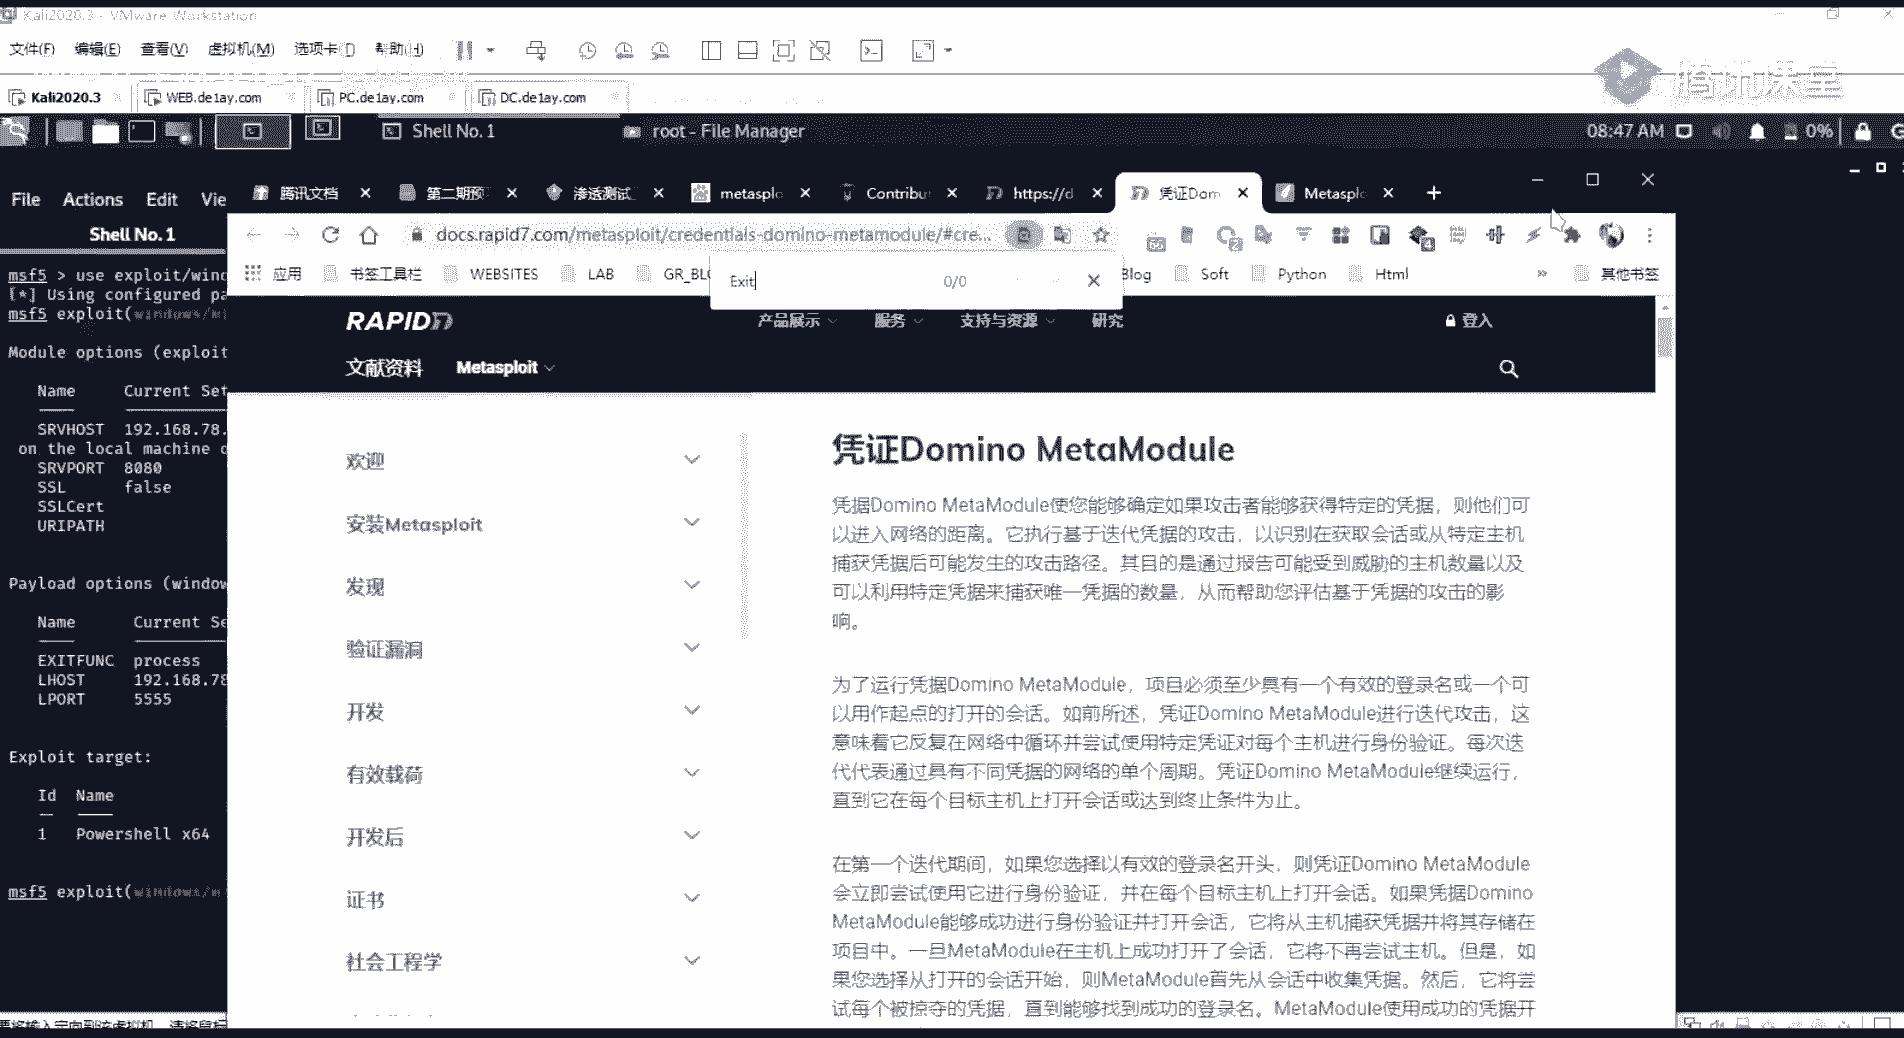 Kali2020.3 - VMware Workstation
文件(F) 编辑(E) 查看(V) 虚拟机(M) 选项卡(T) 帮助(H)
腾讯课堂
Kali2020.3
WEB.de1ay.com
PC.de1ay.com
DC.de1ay.com
Shell No. 1
root - File Manager
08:47 AM
0%
File Actions Edit Vie
Shell No. 1
msf5 > use exploit/wind
[*] Using configured pa
msf5 exploit(windows/m
Module options (exploit
Name Current Set
SRVHOST 192.168.78.
on the local machine o
SRVPORT 8080
SSL false
SSLCert
URIPATH
Payload options (window
Name Current Se
EXITFUNC process
LHOST 192.168.78
LPORT 5555
Exploit target:
Id Name
1 Powershell x64
msf5 exploit(windows/m
腾讯文档
第二期预
渗透测试
metasplo
Contribu
https://d
凭证Dom
Metasplo
docs.rapid7.com/metasploit/credentials-domino-metamodule/#cre...
应用
书签工具栏
WEBSITES
LAB
GR_BLO
Blog
Soft
Python
Html
其他书签
Exit
0/0
RAPID7
产品展示
服务
支持与资源
研究
登入
文献资料
Metasploit
欢迎
安装Metasploit
发现
验证漏洞
开发
有效载荷
开发后
证书
社会工程学
凭证Domino MetaModule
凭据Domino MetaModule使您能够确定如果攻击者能够获得特定的凭据，则他们可
以进入网络的距离。它执行基于迭代凭据的攻击，以识别在获取会话或从特定主机
捕获凭据后可能发生的攻击路径。其目的是通过报告可能受到威胁的主机数量以及
可以利用特定凭据来捕获唯一凭据的数量，从而帮助您评估基于凭据的攻击的影
响。
为了运行凭据Domino MetaModule，项目必须至少具有一个有效的登录名或一个可
以用作起点的打开的会话。如前所述，凭证Domino MetaModule进行迭代攻击，这
意味着它反复在网络中循环并尝试使用特定凭证对每个主机进行身份验证。每次迭
代代表通过具有不同凭据的网络的单个周期。凭证Domino MetaModule继续运行，
直到它在每个目标主机上打开会话或达到终止条件为止。
在第一个迭代期间，如果您选择以有效的登录名开头，则凭证Domino MetaModule
会立即尝试使用它进行身份验证，并在每个目标主机上打开会话。如果凭据Domino
MetaModule能够成功进行身份验证并打开会话，它将从主机捕获凭据并将其存储在
项目中。一旦MetaModule在主机上成功打开了会话，它将不再尝试主机。但是，如
果您选择从打开的会话开始，则MetaModule首先从会话中收集凭据。然后，它将尝
试每个被掠夺的凭据，直到能够找到成功的登录名。MetaModule使用成功的凭据开